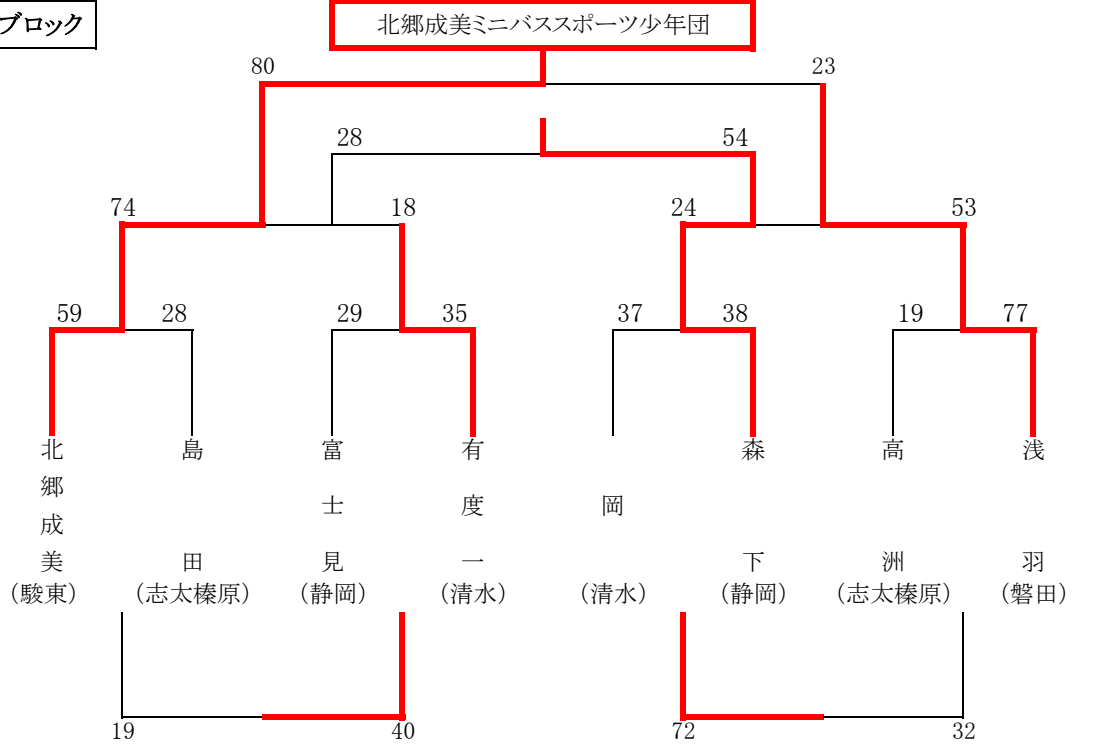 ブロック
北郷成美ミニバススポーツ少年団
80
23
28
54
74
18
24
53
59
28
29
35
37
38
19
77
北郷成美
島田
富士見
有度一
岡
森下
高洲
浅羽
（駿東）
（志太榛原）
（静岡）
（清水）
（清水）
（静岡）
（志太榛原）
（磐田）
19
40
72
32